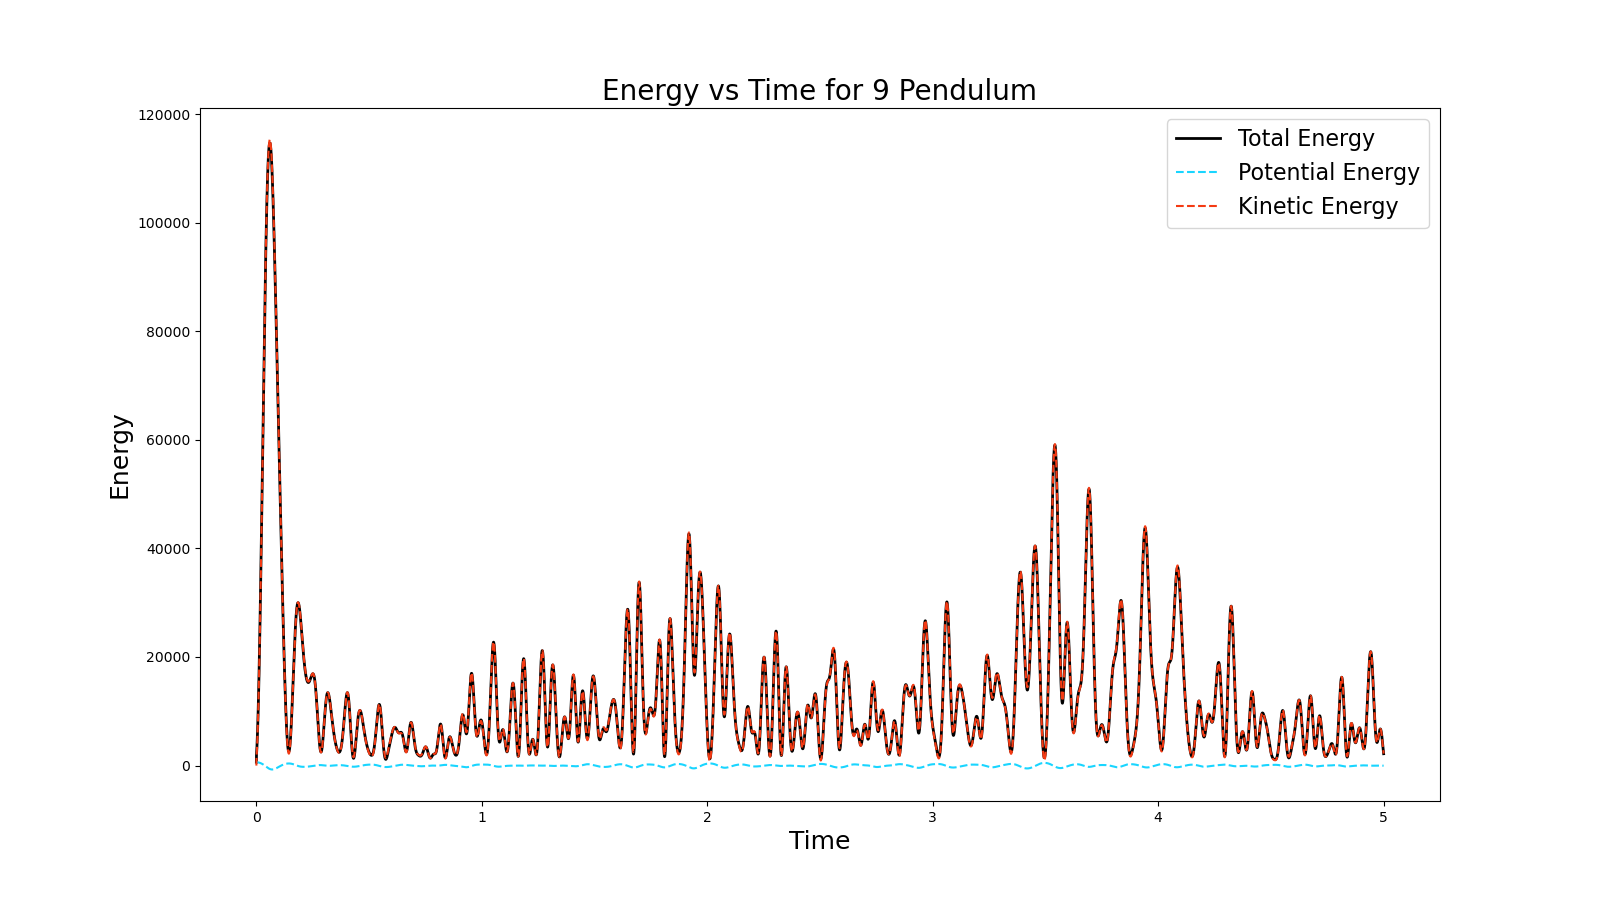 Energy vs Time for 9 Pendulum
120000
100000
80000
60000
40000
20000
0
Energy
Total Energy
Potential Energy
Kinetic Energy
0 1 2 3 4 5
Time